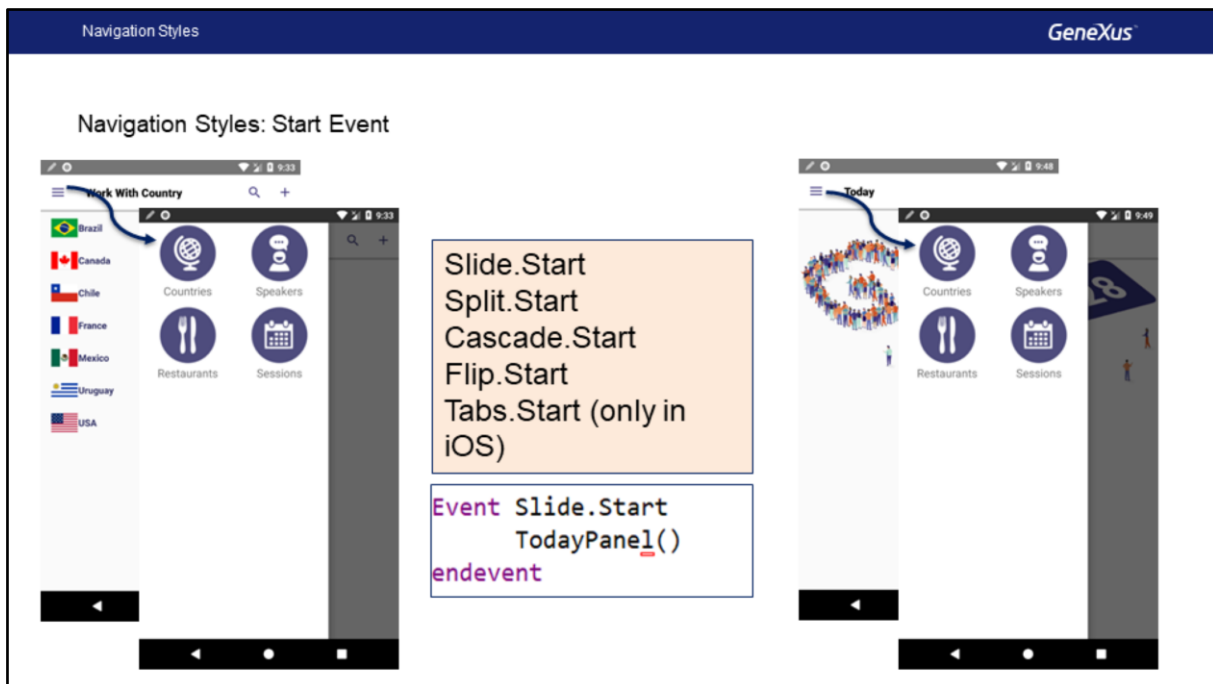 Navigation Styles
GeneXus™
Navigation Styles: Start Event
9:33
Work With Country
Brazil
Canada
Chile
France
Mexico
Uruguay
USA
9:33
Countries
Speakers
Restaurants
Sessions
Slide.Start
Split.Start
Cascade.Start
Flip.Start
Tabs.Start (only in
iOS)
Event Slide.Start
TodayPanel()
endevent
9:48
Today
9:49
28
Countries
Speakers
Restaurants
Sessions